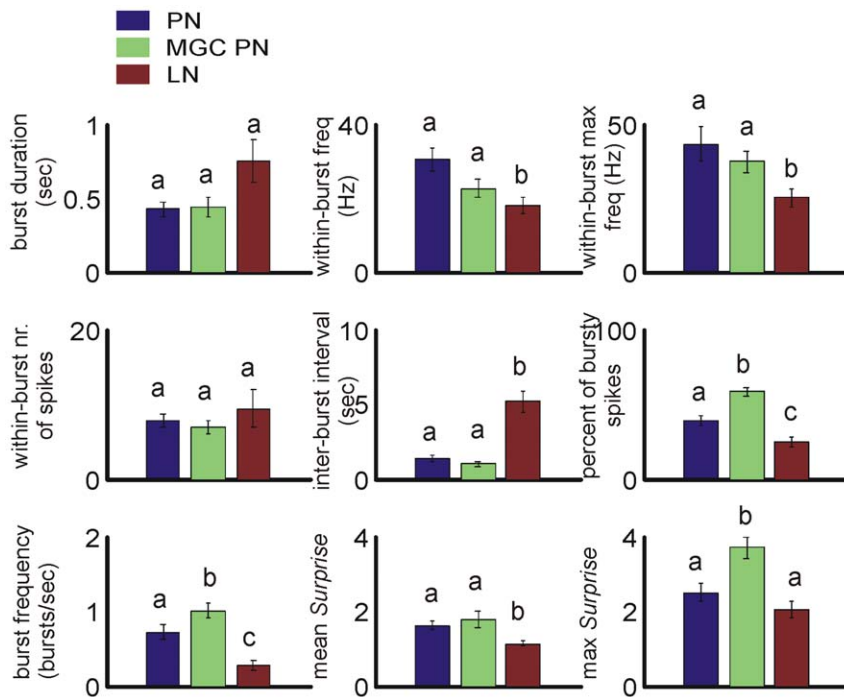 PN
MGC PN
LN
burst duration
(sec)
1
0.5
0
a
a
a
within-burst freq
(Hz)
40
0
a
a
b
within-burst max
freq (Hz)
50
0
a
a
b
within-burst nr.
of spikes
20
0
a
a
a
inter-burst interval
(sec)
10
5
0
a
a
b
percent of bursty
spikes
100
0
a
b
c
burst frequency
(bursts/sec)
2
1
0
a
b
c
mean Surprise
4
2
0
a
a
b
max Surprise
4
2
0
a
b
a